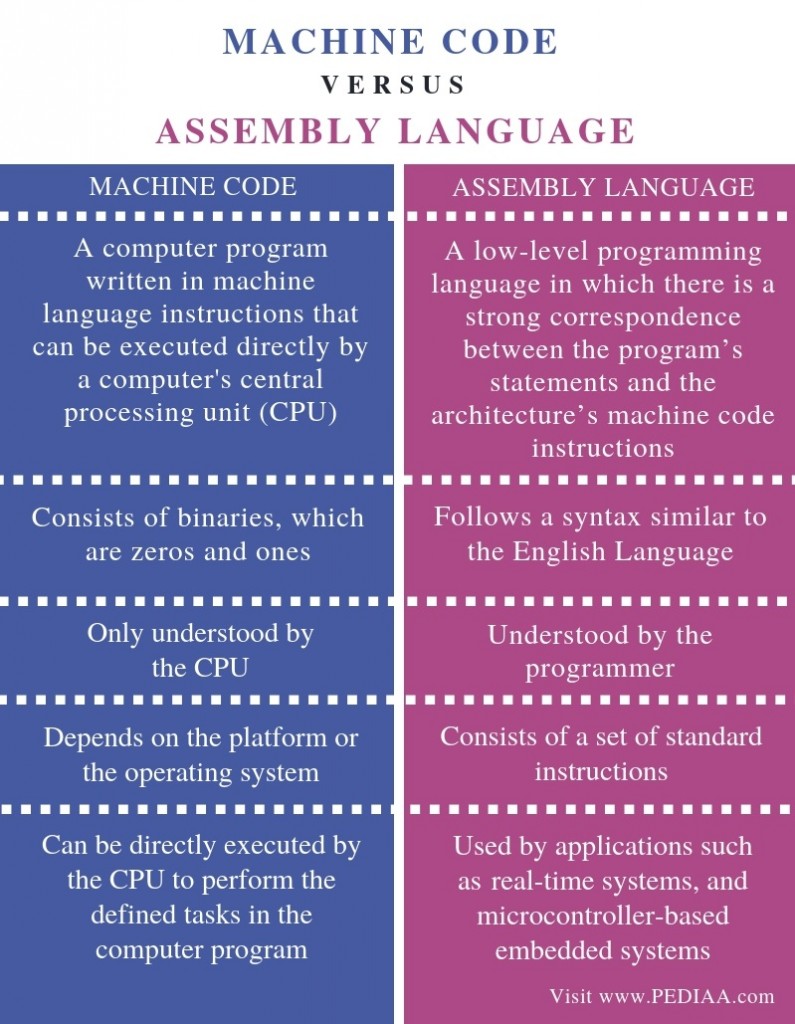 MACHINE CODE
VERSUS
ASSEMBLY LANGUAGE
MACHINE CODE
A computer program
written in machine
language instructions that
can be executed directly by
a computer's central
processing unit (CPU)
Consists of binaries, which
are zeros and ones
Only understood by
the CPU
Depends on the platform or
the operating system
Can be directly executed by
the CPU to perform the
defined tasks in the
computer program
ASSEMBLY LANGUAGE
A low-level programming
language in which there is a
strong correspondence
between the program’s
statements and the
architecture’s machine code
instructions
Follows a syntax similar to
the English Language
Understood by the
programmer
Consists of a set of standard
instructions
Used by applications such
as real-time systems, and
microcontroller-based
embedded systems
Visit www.PEDIAA.com